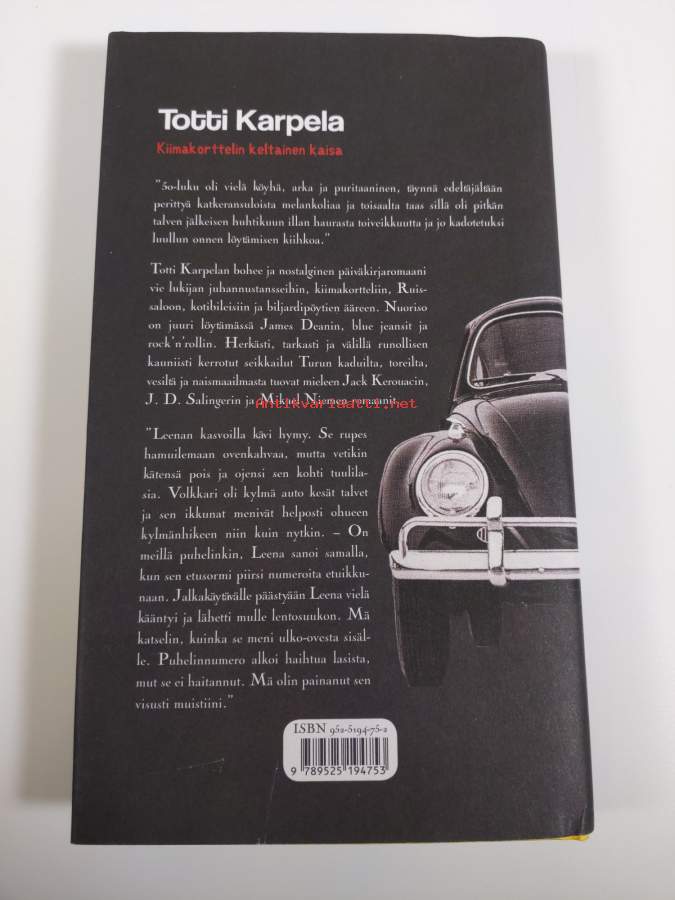 Totti Karpela
Kiimakorttelin keltainen kaisa
"50-luku oli vielä köyhä, arka ja puritaaninen, täynnä edeltäjältään
perittyä katkeransuloista melankoliaa ja toisaalta taas sillä oli pitkän
talven jälkeisen huhtikuun illan haurasta toiveikkuutta ja jo kadotetuksi
luullun onnen löytämisen kiihkoa."
Totti Karpelan bohee ja nostalginen päiväkirjaromaani
vie lukijan juhannustansseihin, kiimakortteliin, Ruis-
saloon, kotibileisiin ja biljardipöytien ääreen. Nuoriso
on juuri löytämässä James Deanin, blue jeansit ja
rock'n'rollin. Herkästi, tarkasti ja välillä runollisen
kauniisti kerrotut seikkailut Turun kaduilta, toreilta,
vesiltä ja naismaailmasta tuovat mieleen Jack Kerouacin,
J. D. Salingerin ja Mikael Niemen romaanit.
Antikvariaatti.net
"Leenan kasvoilla kävi hymy. Se rupes
hamuilemaan ovenkahvaa, mutta vetikin
kätensä pois ja ojensi sen kohti tuulila-
sia. Volkkari oli kylmä auto kesät talvet
ja sen ikkunat menivät helposti ohueen
kylmänhikeen niin kuin nytkin. – On
meillä puhelinkin, Leena sanoi samalla,
kun sen etusormi piirsi numeroita etuikku-
naan. Jalkakäytävälle päästyään Leena vielä
kääntyi ja lähetti mulle lentosuukon. Mä
katselin, kuinka se meni ulko-ovesta sisäl-
le. Puhelinnumero alkoi haihtua lasista,
mut se ei haitannut. Mä olin painanut sen
visusti muistiini."
ISBN 952-5194-75-2
9 789525 194753